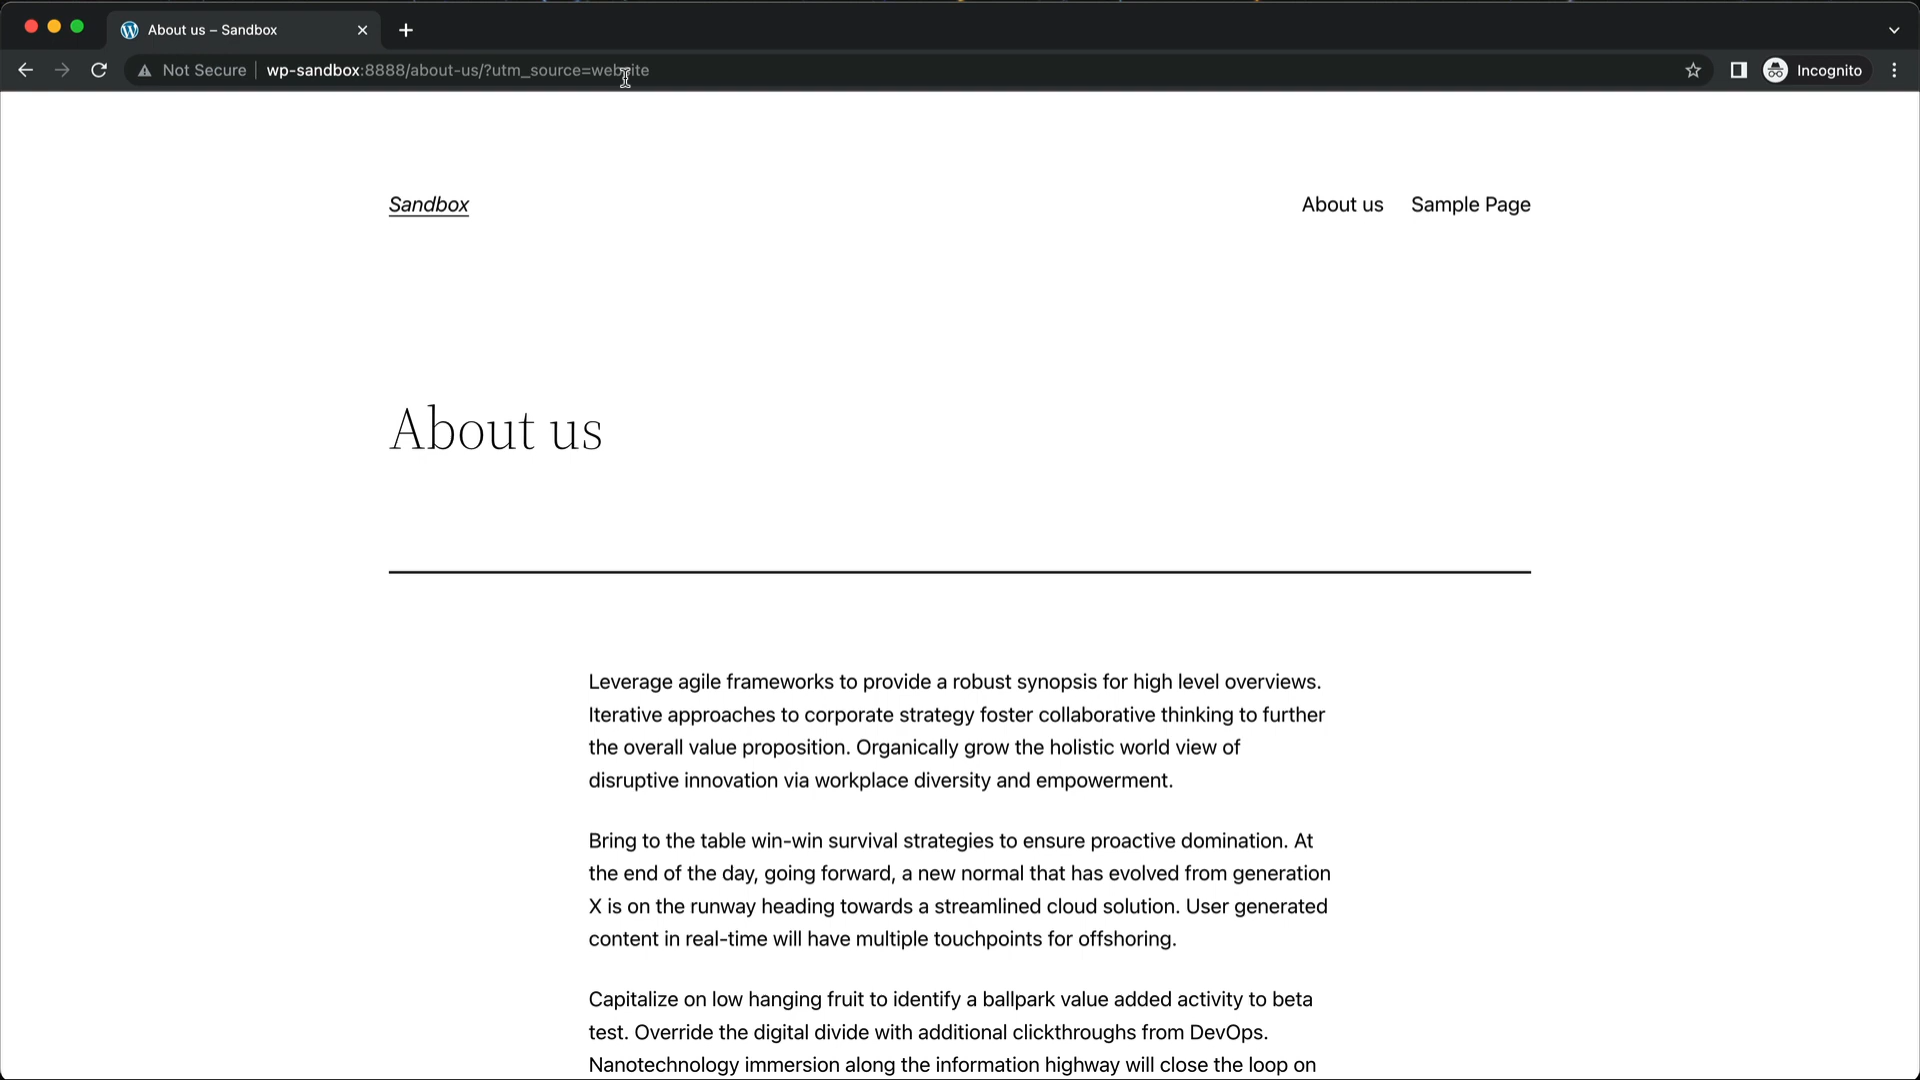 About us – Sandbox
Not Secure wp-sandbox:8888/about-us/?utm_source=website Incognito
Sandbox About us Sample Page
About us
Leverage agile frameworks to provide a robust synopsis for high level overviews.
Iterative approaches to corporate strategy foster collaborative thinking to further
the overall value proposition. Organically grow the holistic world view of
disruptive innovation via workplace diversity and empowerment.
Bring to the table win-win survival strategies to ensure proactive domination. At
the end of the day, going forward, a new normal that has evolved from generation
X is on the runway heading towards a streamlined cloud solution. User generated
content in real-time will have multiple touchpoints for offshoring.
Capitalize on low hanging fruit to identify a ballpark value added activity to beta
test. Override the digital divide with additional clickthroughs from DevOps.
Nanotechnology immersion along the information highway will close the loop on